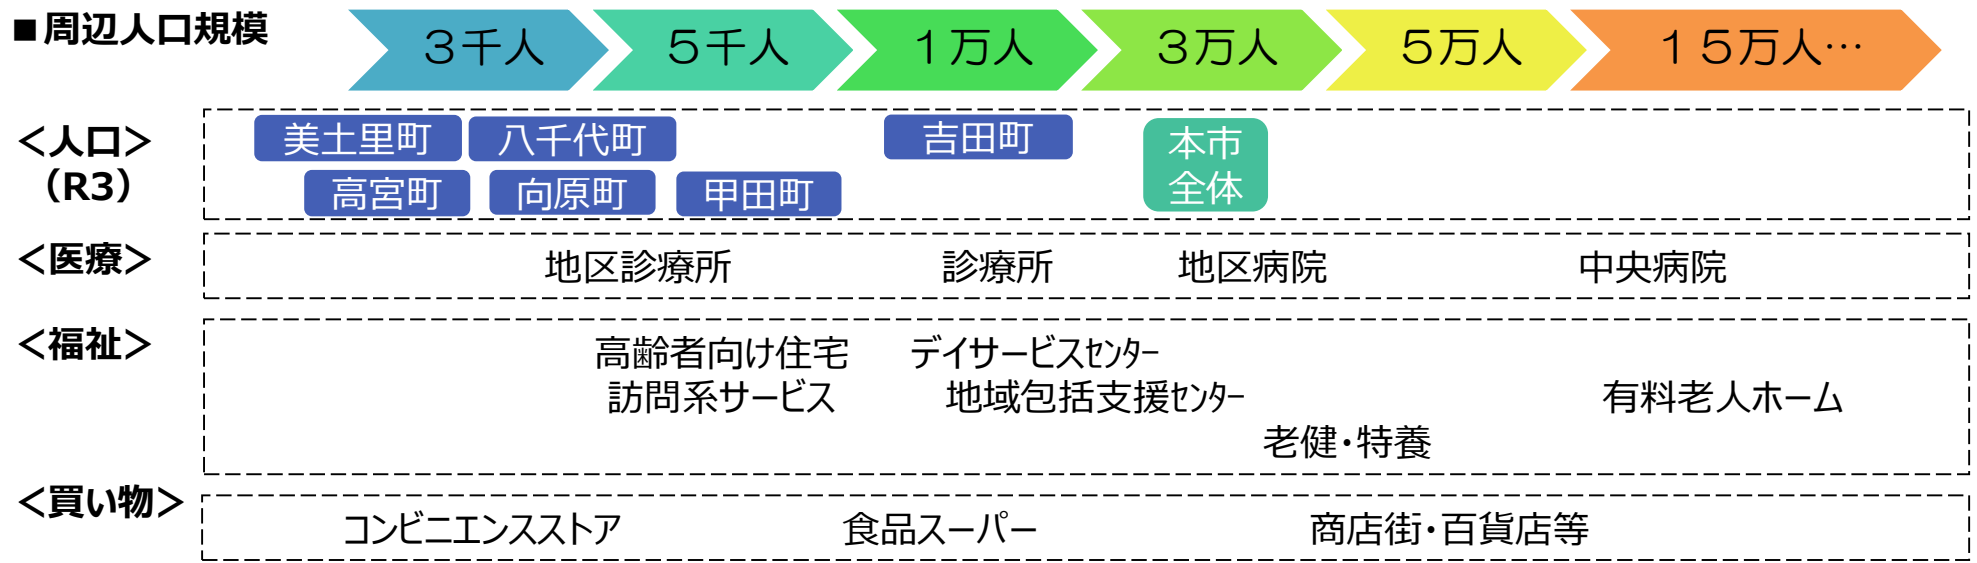 ■周辺人口規模
３千人
５千人
１万人
３万人
５万人
１５万人…
＜人口＞
（R3）
美土里町
八千代町
吉田町
本市
全体
高宮町
向原町
甲田町
＜医療＞
地区診療所
診療所
地区病院
中央病院
＜福祉＞
高齢者向け住宅
デイサービスセンター
訪問系サービス
地域包括支援センター
有料老人ホーム
老健・特養
＜買い物＞
コンビニエンスストア
食品スーパー
商店街・百貨店等